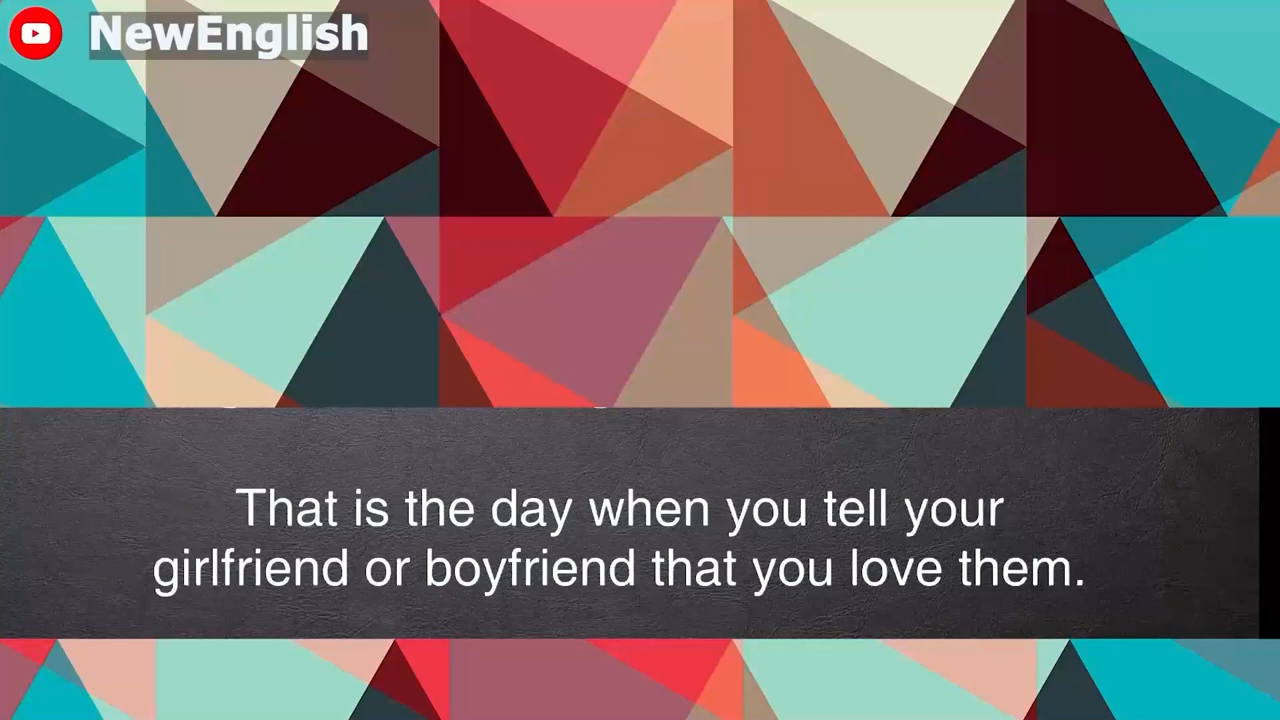 NewEnglish
That is the day when you tell your
girlfriend or boyfriend that you love them.